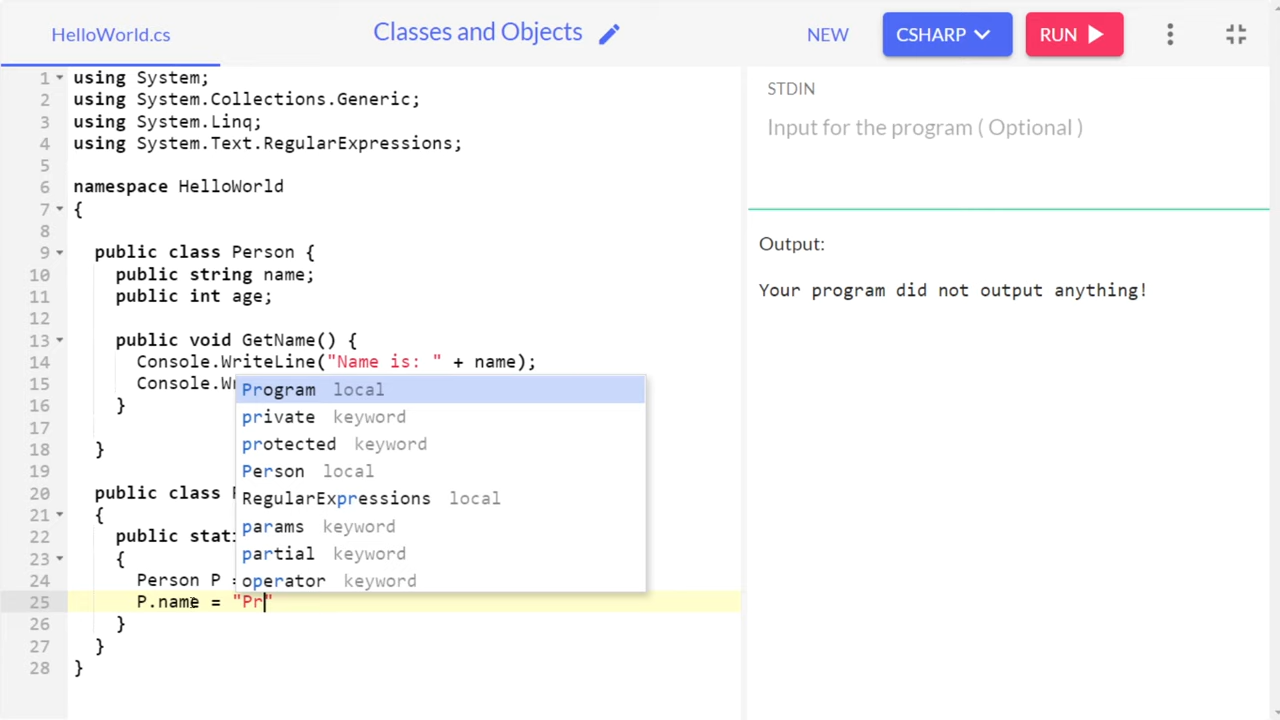 HelloWorld.cs
Classes and Objects
NEW
CSHARP
RUN
1 using System;
2 using System.Collections.Generic;
3 using System.Linq;
4 using System.Text.RegularExpressions;
5
6 namespace HelloWorld
7 {
8
9 public class Person {
10 public string name;
11 public int age;
12
13 public void GetName() {
14 Console.WriteLine("Name is: " + name);
15 Console.
16 }
17
18 }
19
20 public class
21 {
22 public
23 {
24 Person P =
25 P.name = "Pr"
26 }
27 }
28 }
Program local
private keyword
protected keyword
Person local
RegularExpressions local
params keyword
partial keyword
operator keyword
STDIN
Input for the program ( Optional )
Output:
Your program did not output anything!